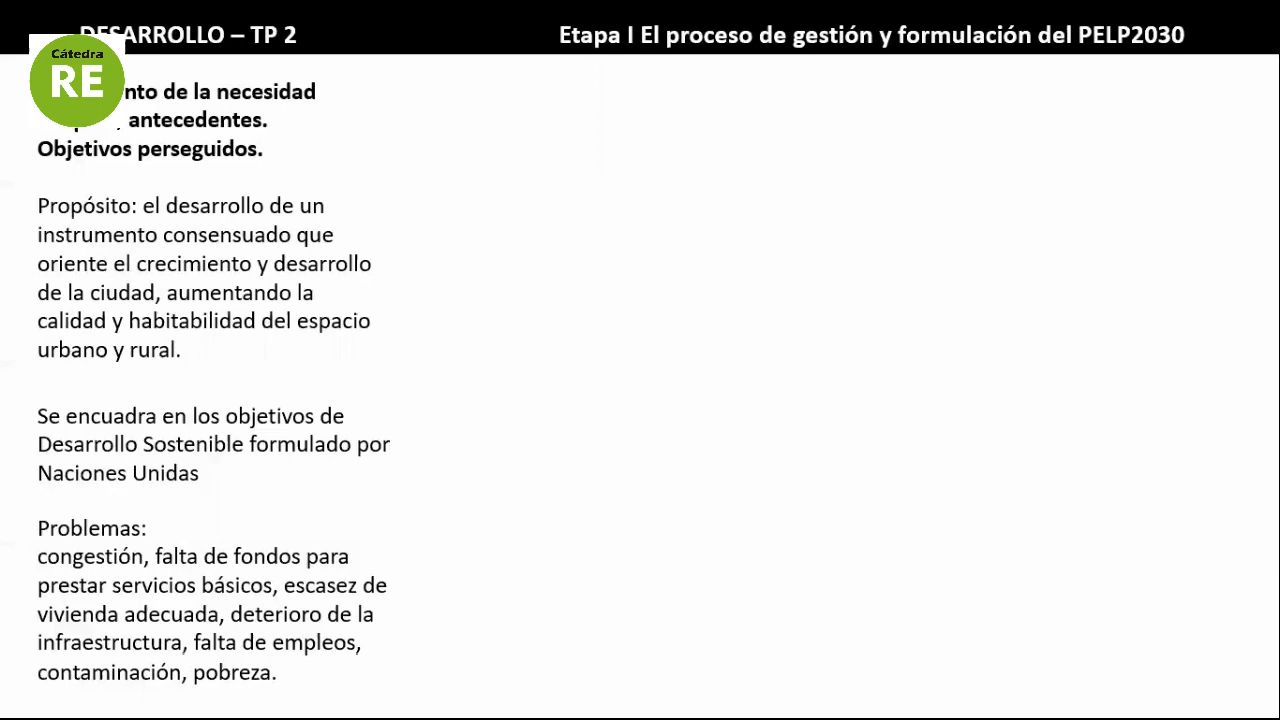 DESARROLLO – TP 2
Etapa I El proceso de gestión y formulación del PELP2030
Cátedra
RE
de la necesidad
antecedentes.
Objetivos perseguidos.
Propósito: el desarrollo de un
instrumento consensuado que
oriente el crecimiento y desarrollo
de la ciudad, aumentando la
calidad y habitabilidad del espacio
urbano y rural.
Se encuadra en los objetivos de
Desarrollo Sostenible formulado por
Naciones Unidas
Problemas:
congestión, falta de fondos para
prestar servicios básicos, escasez de
vivienda adecuada, deterioro de la
infraestructura, falta de empleos,
contaminación, pobreza.